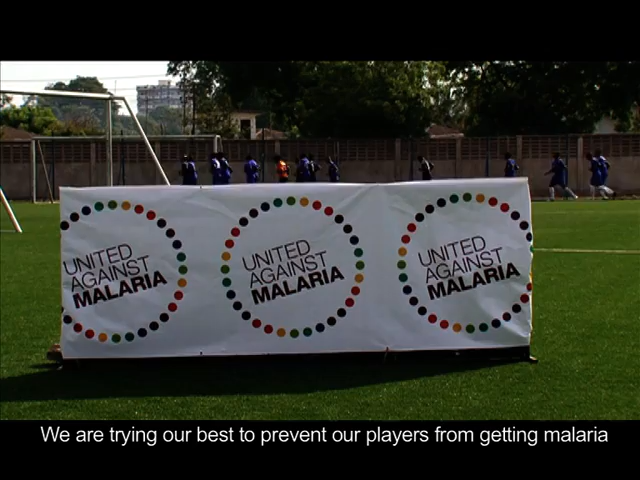 UNITED
AGAINST
MALARIA
UNITED
AGAINST
MALARIA
UNITED
AGAINST
MALARIA
We are trying our best to prevent our players from getting malaria